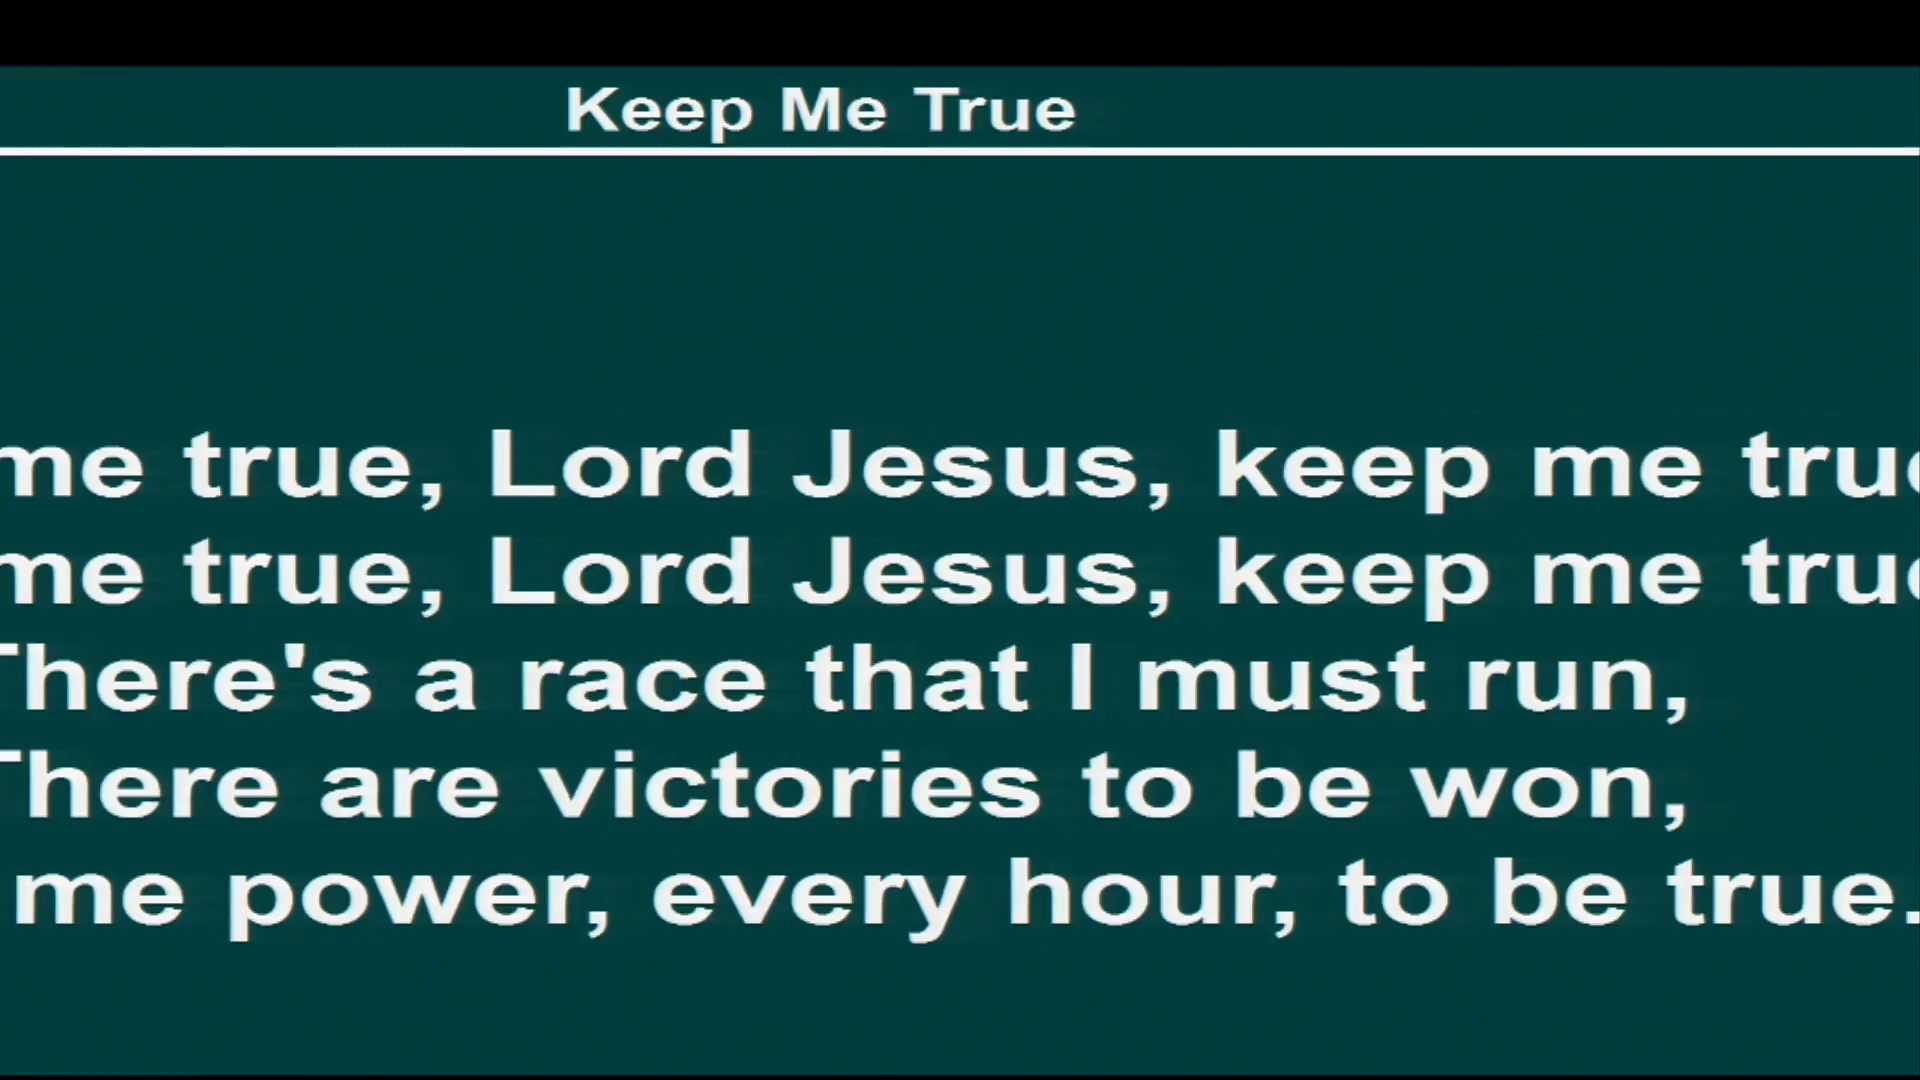 Keep Me True
me true, Lord Jesus, keep me true
me true, Lord Jesus, keep me true
There's a race that I must run,
There are victories to be won,
me power, every hour, to be true.